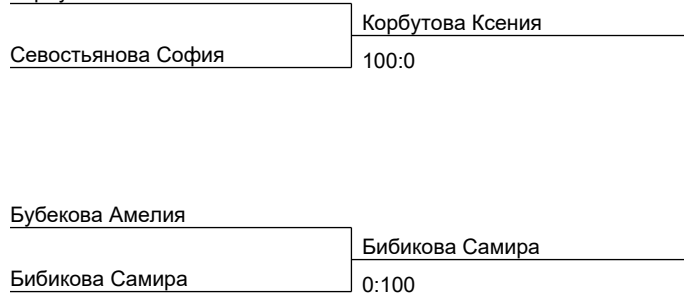 Корбутова Ксения
Севостьянова София
100:0
Бубекова Амелия
Бибикова Самира
Бибикова Самира
0:100